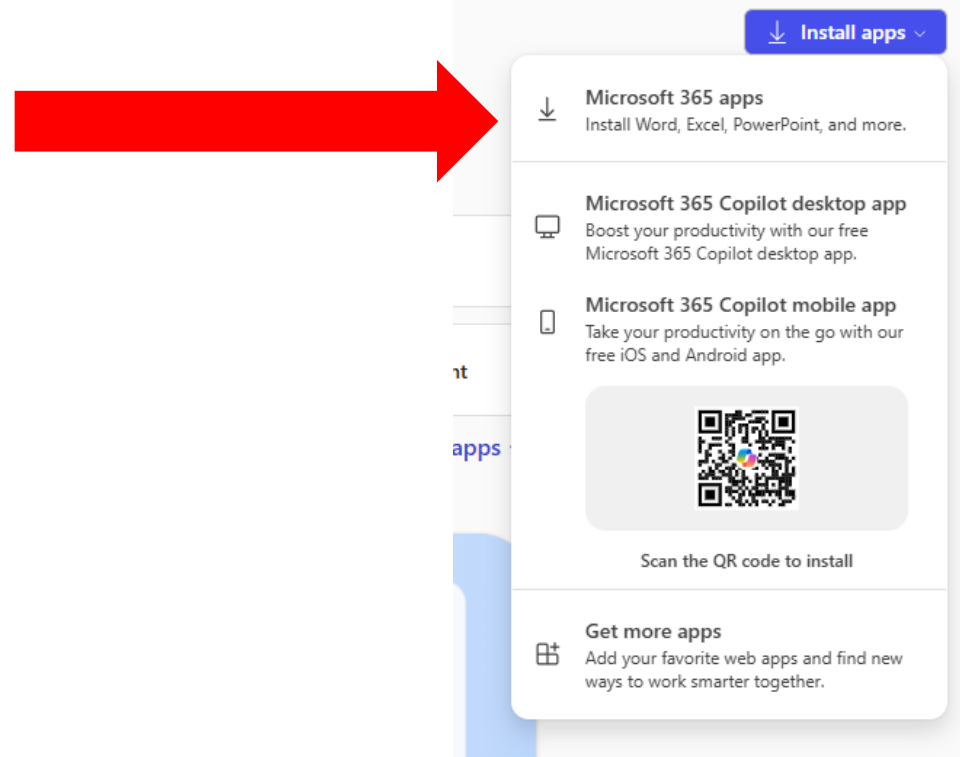 Install apps
Microsoft 365 apps
Install Word, Excel, PowerPoint, and more.
Microsoft 365 Copilot desktop app
Boost your productivity with our free
Microsoft 365 Copilot desktop app.
Microsoft 365 Copilot mobile app
Take your productivity on the go with our
free iOS and Android app.
nt
apps
Scan the QR code to install
Get more apps
Add your favorite web apps and find new
ways to work smarter together.